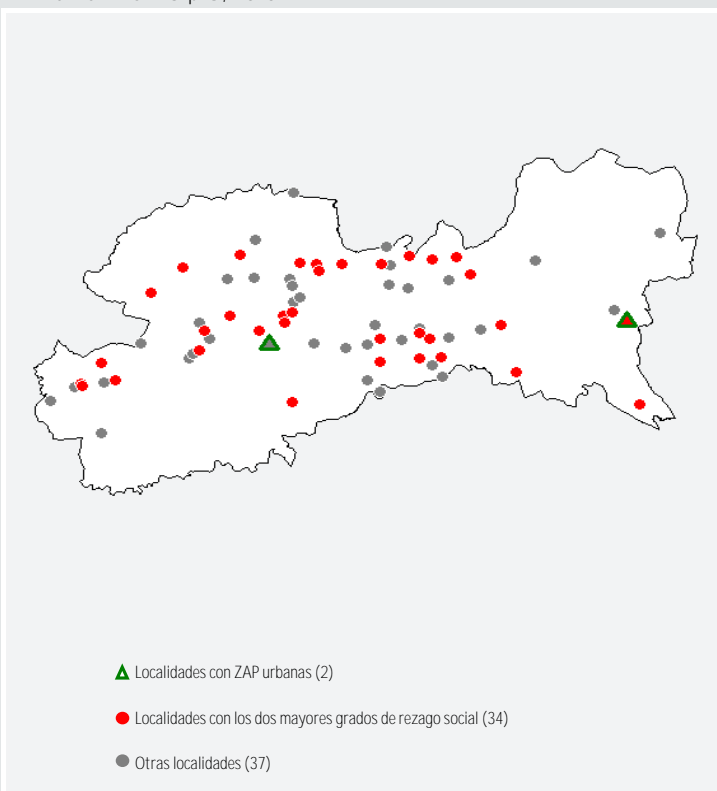 Localidades con ZAP urbanas (2)
Localidades con los dos mayores grados de rezago social (34)
Otras localidades (37)